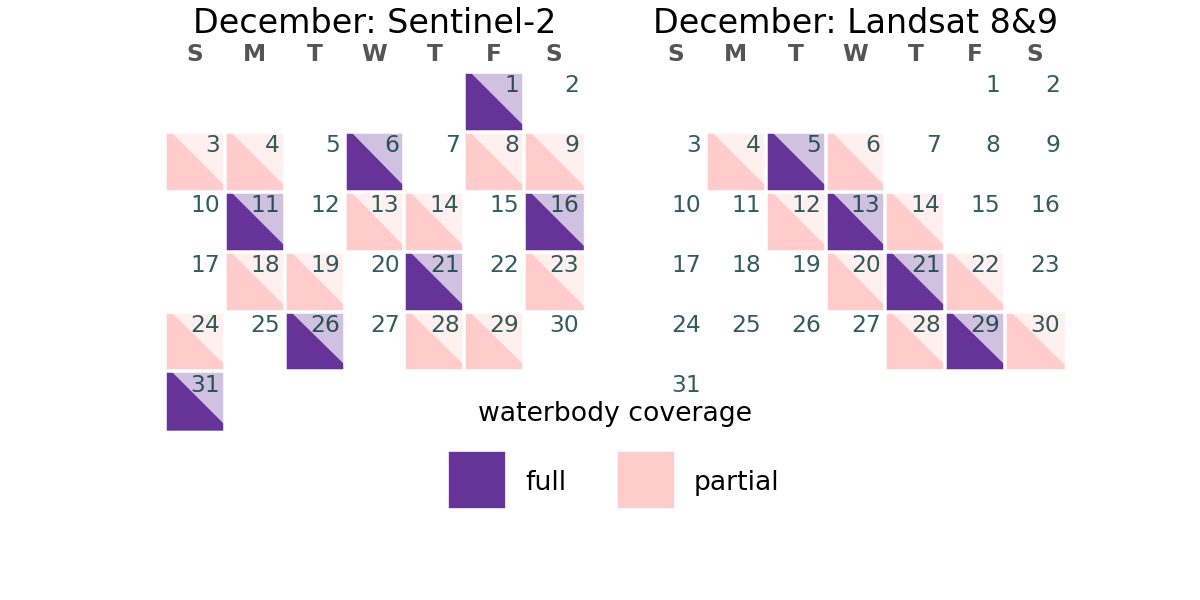 December: Sentinel-2
S M T W T F S
1 2
3 4 5 6 7 8 9
10 11 12 13 14 15 16
17 18 19 20 21 22 23
24 25 26 27 28 29 30
31
December: Landsat 8&9
S M T W T F S
1 2
3 4 5 6 7 8 9
10 11 12 13 14 15 16
17 18 19 20 21 22 23
24 25 26 27 28 29 30
31
waterbody coverage
full partial